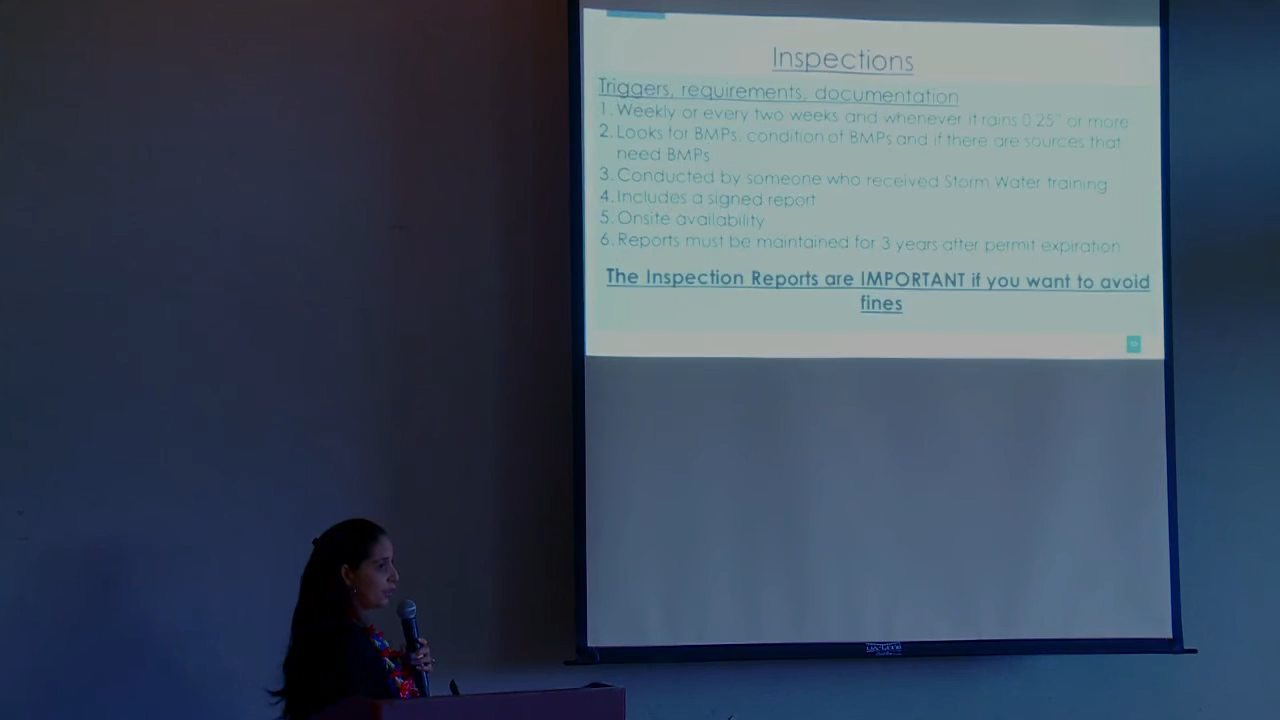 Inspections
Triggers, requirements, documentation
1. Weekly or every two weeks and whenever it rains 0.25" or more
2. Looks for BMPs, condition of BMPs and if there are sources that
need BMPs
3. Conducted by someone who received Storm Water training
4. Includes a signed report
5. Onsite availability
6. Reports must be maintained for 3 years after permit expiration
The Inspection Reports are IMPORTANT if you want to avoid
fines